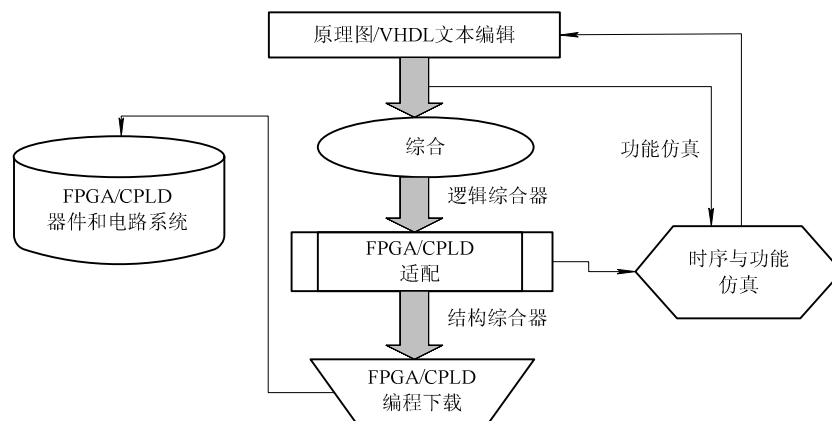 原理图/VHDL文本编辑
综合
功能仿真
逻辑综合器
FPGA/CPLD
器件和电路系统
FPGA/CPLD
适配
时序与功能
仿真
结构综合器
FPGA/CPLD
编程下载